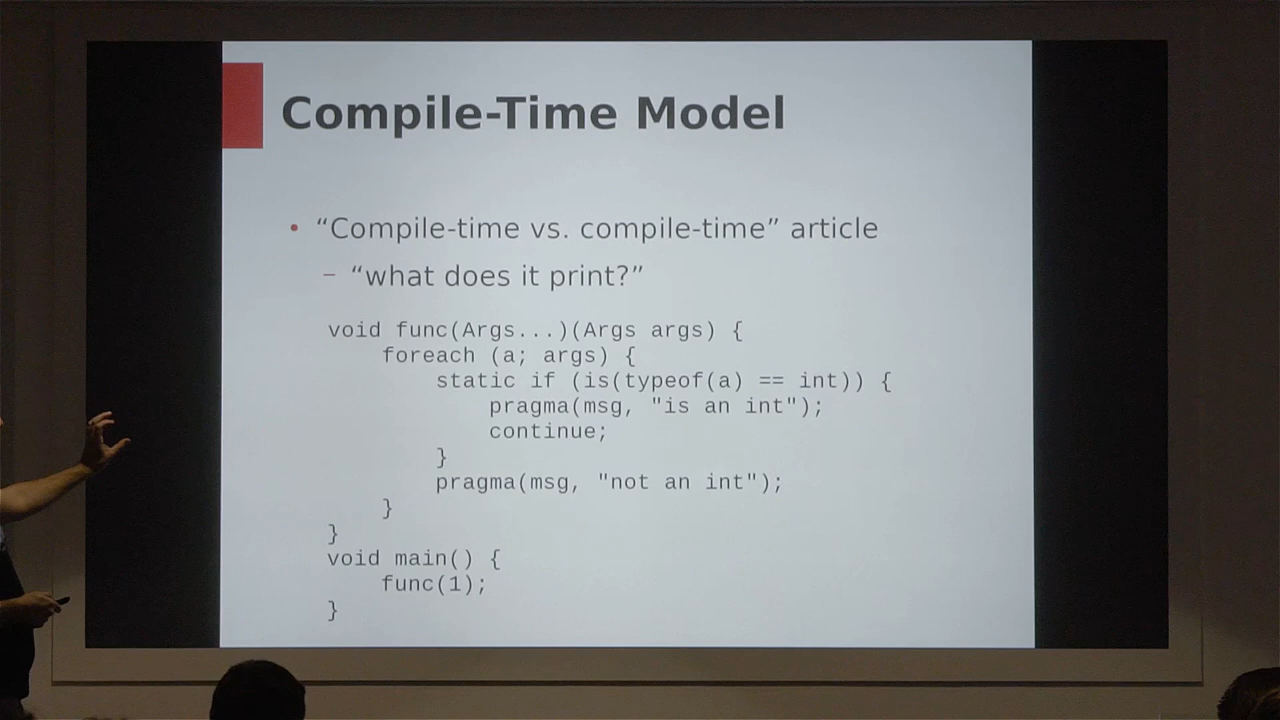 Compile-Time Model
• “Compile-time vs. compile-time” article
– “what does it print?”
void func(Args...)(Args args) {
    foreach (a; args) {
        static if (is(typeof(a) == int)) {
            pragma(msg, "is an int");
            continue;
        }
        pragma(msg, "not an int");
    }
}
void main() {
    func(1);
}